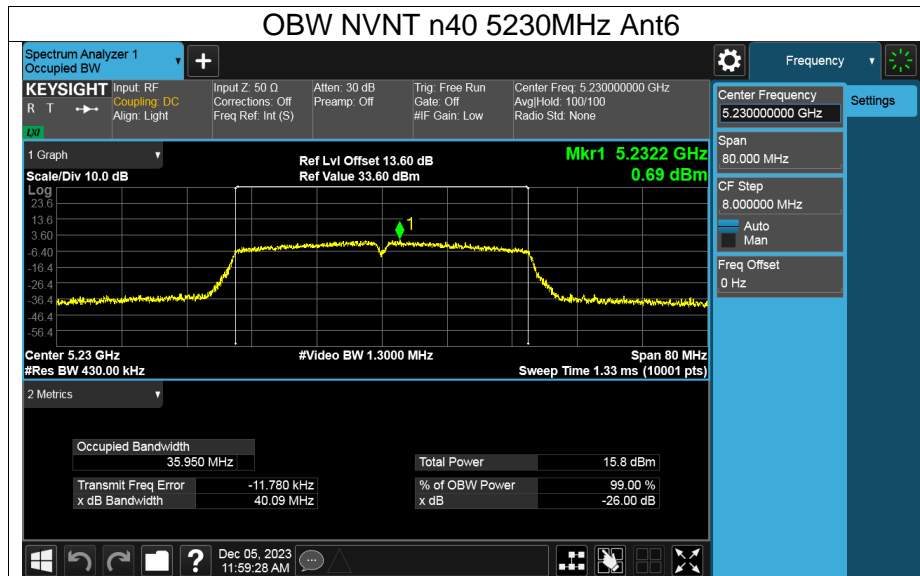 OBW NVNT n40 5230MHz Ant6
Spectrum Analyzer 1
Occupied BW
+
Frequency
KEYSIGHT
R T
LXI
Input: RF
Coupling: DC
Align: Light
Input Z: 50 Ω
Corrections: Off
Freq Ref: Int (S)
Atten: 30 dB
Preamp: Off
Trig: Free Run
Gate: Off
#IF Gain: Low
Center Freq: 5.230000000 GHz
Avg|Hold: 100/100
Radio Std: None
Center Frequency
5.230000000 GHz
Settings
Span
80.000 MHz
CF Step
8.000000 MHz
Auto
Man
Freq Offset
0 Hz
1 Graph
Scale/Div 10.0 dB
Ref Lvl Offset 13.60 dB
Ref Value 33.60 dBm
Mkr1 5.2322 GHz
0.69 dBm
Log
23.6
13.6
3.60
-6.40
-16.4
-26.4
-36.4
-46.4
-56.4
1
Center 5.23 GHz
#Video BW 1.3000 MHz
Span 80 MHz
#Res BW 430.00 kHz
Sweep Time 1.33 ms (10001 pts)
2 Metrics
Occupied Bandwidth
35.950 MHz
Total Power 15.8 dBm
Transmit Freq Error -11.780 kHz
% of OBW Power 99.00 %
x dB Bandwidth 40.09 MHz
x dB -26.00 dB
?
Dec 05, 2023
11:59:28 AM